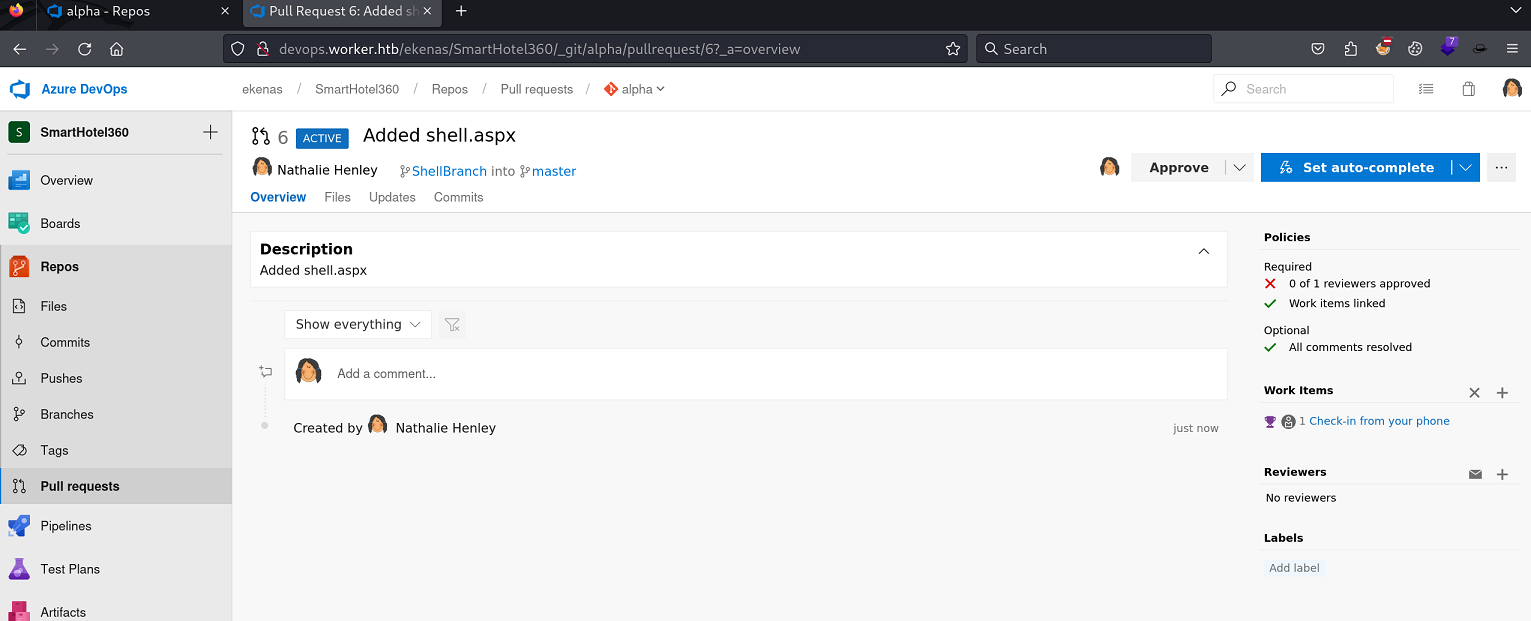 alpha - Repos
Pull Request 6: Added sh
devops.worker.htb/ekenas/SmartHotel360/_git/alpha/pullrequest/6?_a=overview
Search
7
Azure DevOps
ekenas / SmartHotel360 / Repos / Pull requests / alpha
Search
S SmartHotel360
6 ACTIVE Added shell.aspx
Nathalie Henley ShellBranch into master
Approve
Set auto-complete
Overview Files Updates Commits
Overview
Boards
Repos
Files
Commits
Pushes
Branches
Tags
Pull requests
Pipelines
Test Plans
Artifacts
Description
Added shell.aspx
Show everything
Add a comment...
Created by Nathalie Henley
just now
Policies
Required
0 of 1 reviewers approved
Work items linked
Optional
All comments resolved
Work Items
1 Check-in from your phone
Reviewers
No reviewers
Labels
Add label